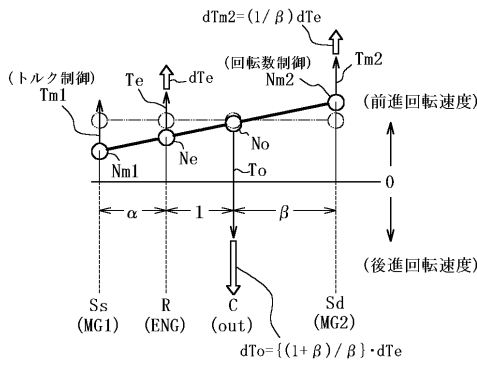 dTm2=(1/β)dTe
(トルク制御)
Tm1
Te
dTe
(回転数制御)
Nm2
Tm2
(前進回転速度)
Nm1
Ne
No
To
0
α
1
β
(後進回転速度)
Ss
(MG1)
R
(ENG)
C
(out)
Sd
(MG2)
dTo={(1+β)/β}·dTe